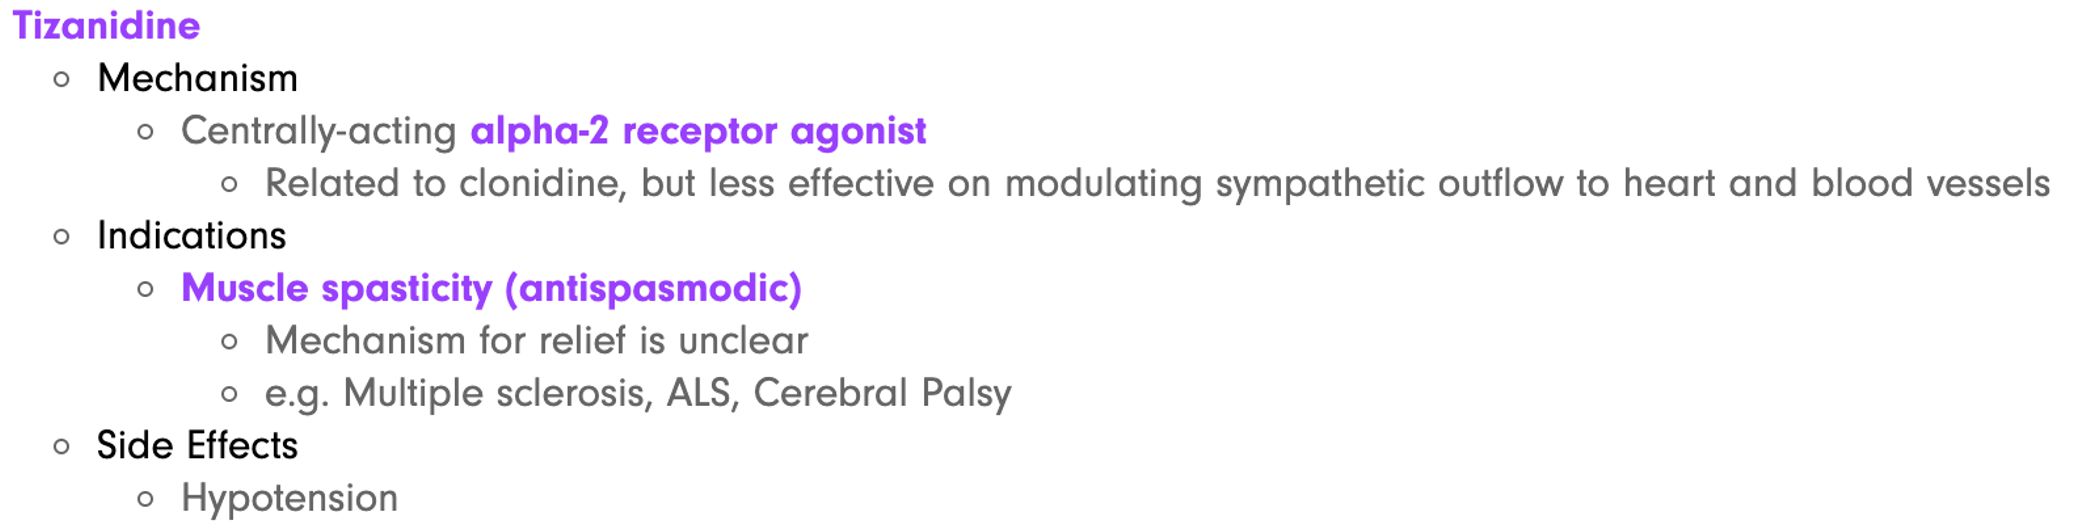 Tizanidine
Mechanism
Centrally-acting alpha-2 receptor agonist
Related to clonidine, but less effective on modulating sympathetic outflow to heart and blood vessels
Indications
Muscle spasticity (antispasmodic)
Mechanism for relief is unclear
e.g. Multiple sclerosis, ALS, Cerebral Palsy
Side Effects
Hypotension